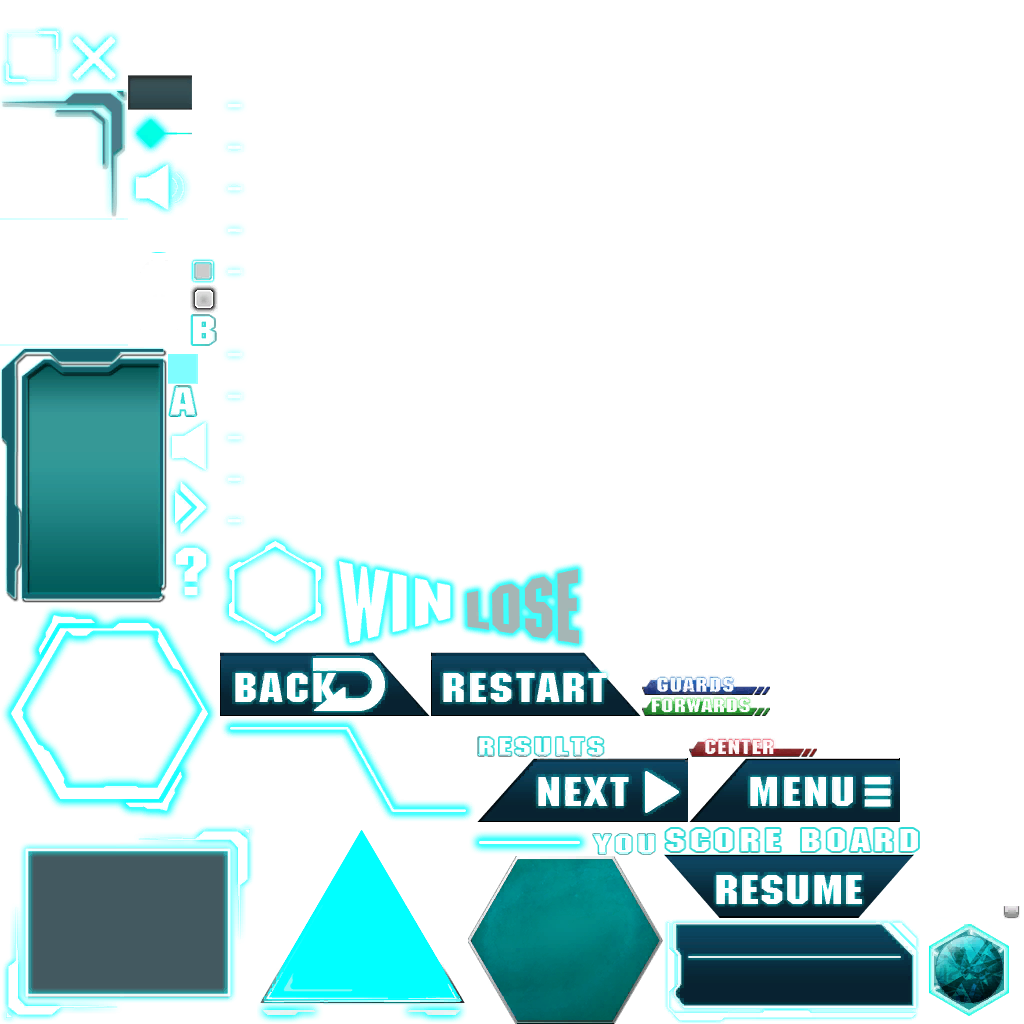 B
A
?
WIN LOSE
BACK RESTART
GUARDS
FORWARDS
RESULTS
CENTER
NEXT
MENU
YOU
SCORE BOARD
RESUME